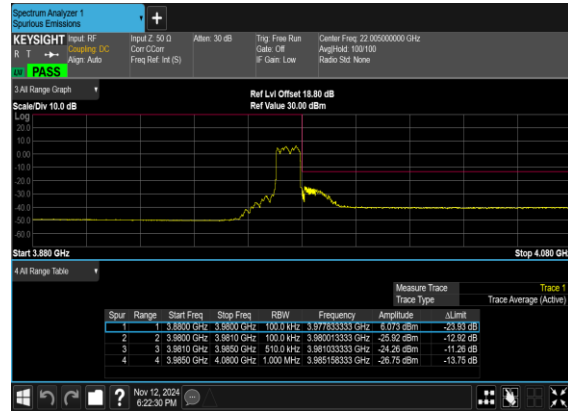 Spectrum Analyzer 1
Spurious Emissions
+
KEYSIGHT Input: RF Input Z: 50 Ω Atten: 30 dB Trig: Free Run Center Freq: 22.005000000 GHz
R T Coupling: DC Corr CCorr Gate: Off Avg|Hold: 100/100
Align: Auto Freq Ref: Int (S) IF Gain: Low Radio Std: None
PASS
3 All Range Graph
Ref Lvl Offset 18.80 dB
Scale/Div 10.0 dB Ref Value 30.00 dBm
Log
20.0
10.0
0.00
-10.0
-20.0
-30.0
-40.0
-50.0
-60.0
Start 3.880 GHz Stop 4.080 GHz
4 All Range Table
Measure Trace Trace 1
Trace Type Trace Average (Active)
Spur Range Start Freq Stop Freq RBW Frequency Amplitude ΔLimit
1 1 3.8800 GHz 3.9800 GHz 100.0 kHz 3.977833333 GHz 6.073 dBm -23.93 dB
2 2 3.9800 GHz 3.9810 GHz 100.0 kHz 3.980013333 GHz -25.92 dBm -12.92 dB
3 3 3.9810 GHz 3.9850 GHz 510.0 kHz 3.981033333 GHz -24.26 dBm -11.26 dB
4 4 3.9850 GHz 4.0800 GHz 1.000 MHz 3.985158333 GHz -26.75 dBm -13.75 dB
? Nov 12, 2024
6:22:30 PM